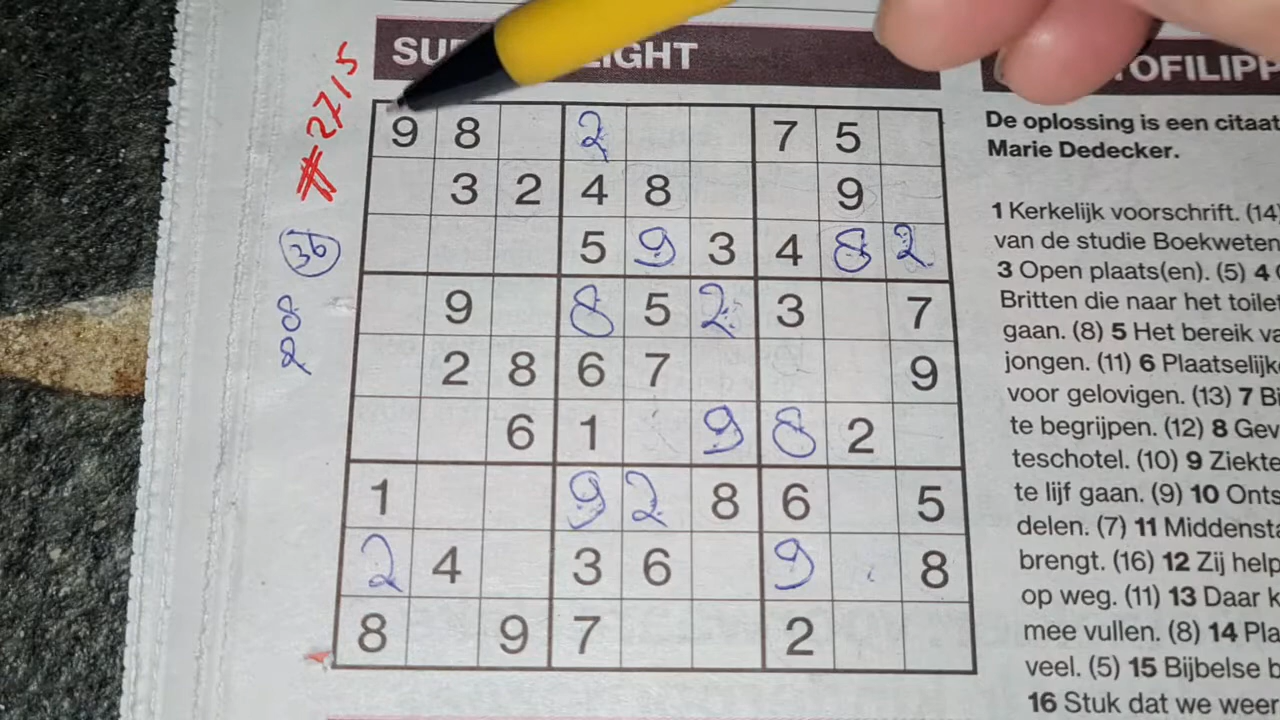 #2715
SU LIGHT
TOFILIPP
36
208
9 8 2 7 5
3 2 4 8 9
5 9 3 4 8 2
9 8 5 2 3 7
2 8 6 7 9
6 1 9 8 2
1 9 2 8 6 5
2 4 3 6 9 8
8 9 7 2
De oplossing is een citaat
Marie Dedecker.
1 Kerkelijk voorschrift. (14)
van de studie Boekweten
3 Open plaats(en). (5) 4
Britten die naar het toilet
gaan. (8) 5 Het bereik va
jongen. (11) 6 Plaatselijk
voor gelovigen. (13) 7 Bi
te begrijpen. (12) 8 Gev
teschotel. (10) 9 Ziekte
te lijf gaan. (9) 10 Onts
delen. (7) 11 Middensta
brengt. (16) 12 Zij help
op weg. (11) 13 Daar k
mee vullen. (8) 14 Pla
veel. (5) 15 Bijbelse b
16 Stuk dat we weer